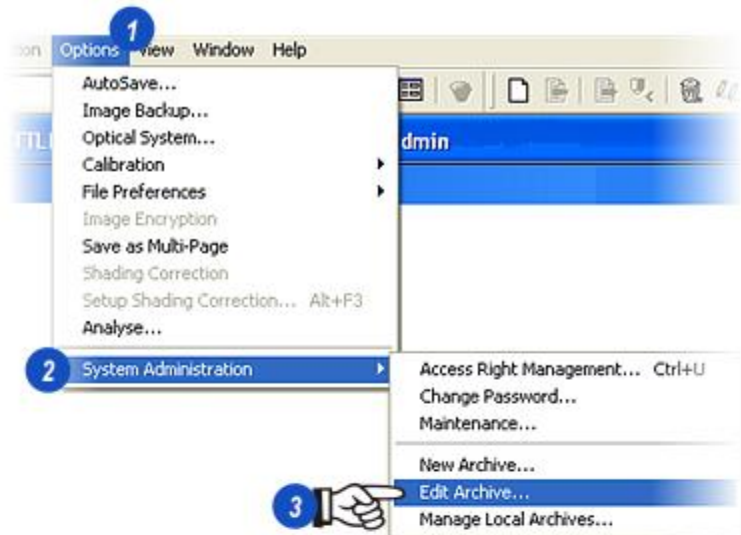 1
Options View Window Help
AutoSave...
Image Backup...
Optical System...
dmin
Calibration
File Preferences
Image Encryption
Save as Multi-Page
Shading Correction
Setup Shading Correction... Alt+F3
Analyse...
2 System Administration
Access Right Management... Ctrl+U
Change Password...
Maintenance...
New Archive...
3 Edit Archive...
Manage Local Archives...